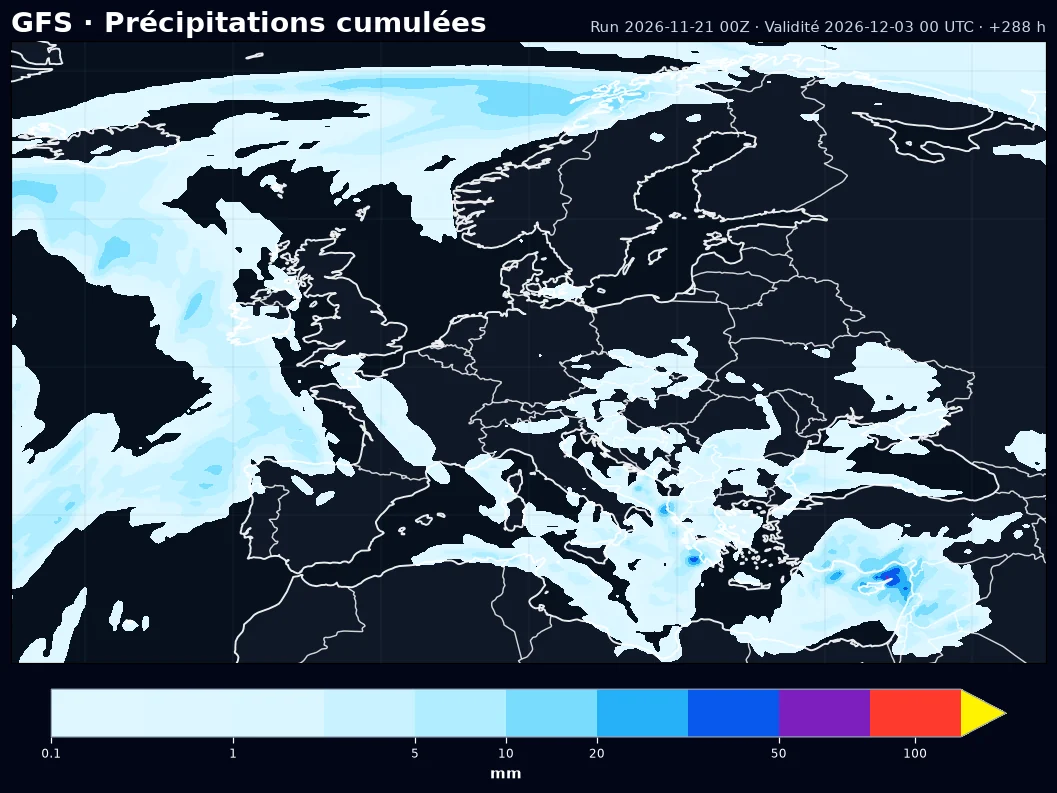 GFS · Précipitations cumulées
Run 2026-11-21 00Z · Validité 2026-12-03 00 UTC · +288 h
0.1 1 5 10 20 50 100
mm